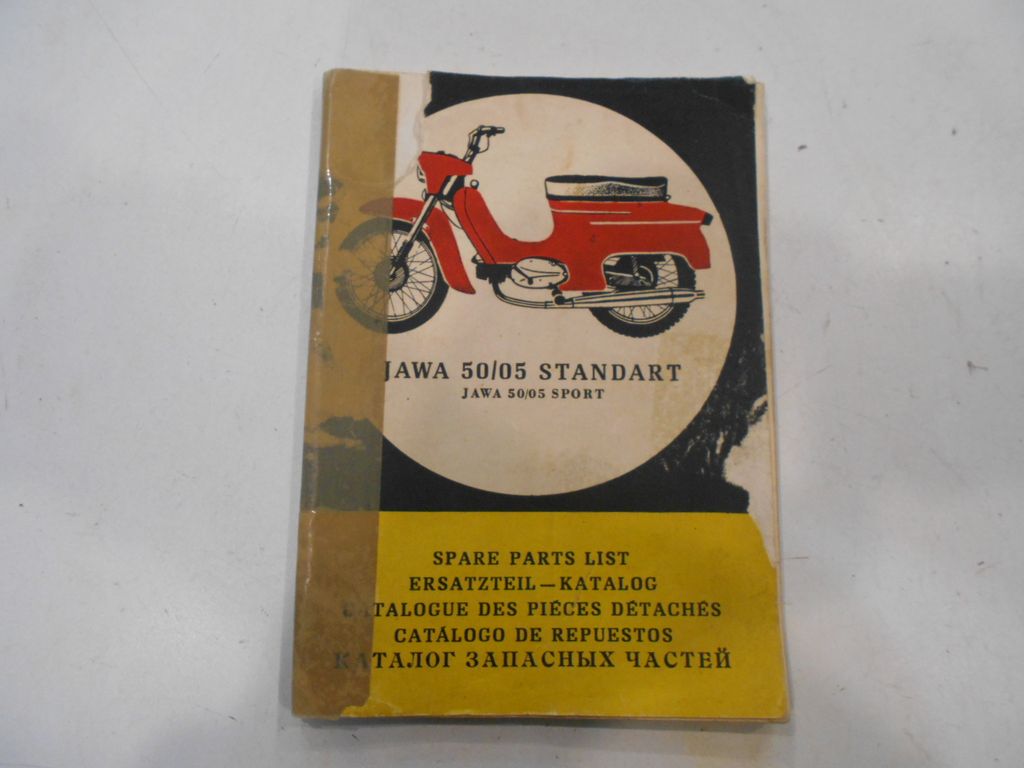 JAWA 50/05 STANDART
JAWA 50/05 SPORT
SPARE PARTS LIST
ERSATZTEIL — KATALOG
CATALOGUE DES PIÉCES DÉTACHÉS
CATÁLOGO DE REPUESTOS
КАТАЛОГ ЗАПАСНЫХ ЧАСТЕЙ